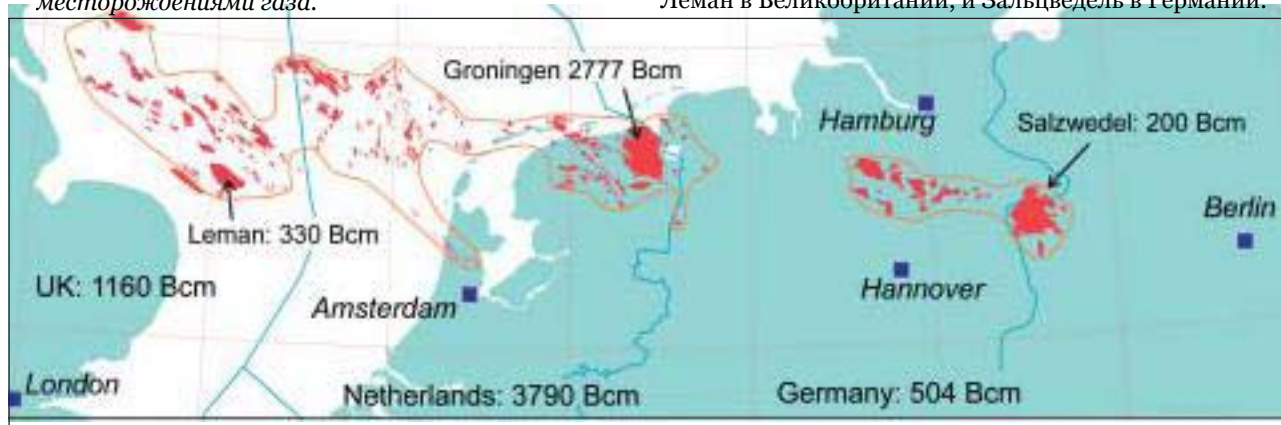 месторождениями газа.
Леман в Великобритании, и Зальцведель в Германии.
Groningen 2777 Bcm
Hamburg
Salzwedel: 200 Bcm
Leman: 330 Bcm
Berlin
UK: 1160 Bcm
Amsterdam
Hannover
London
Netherlands: 3790 Bcm
Germany: 504 Bcm